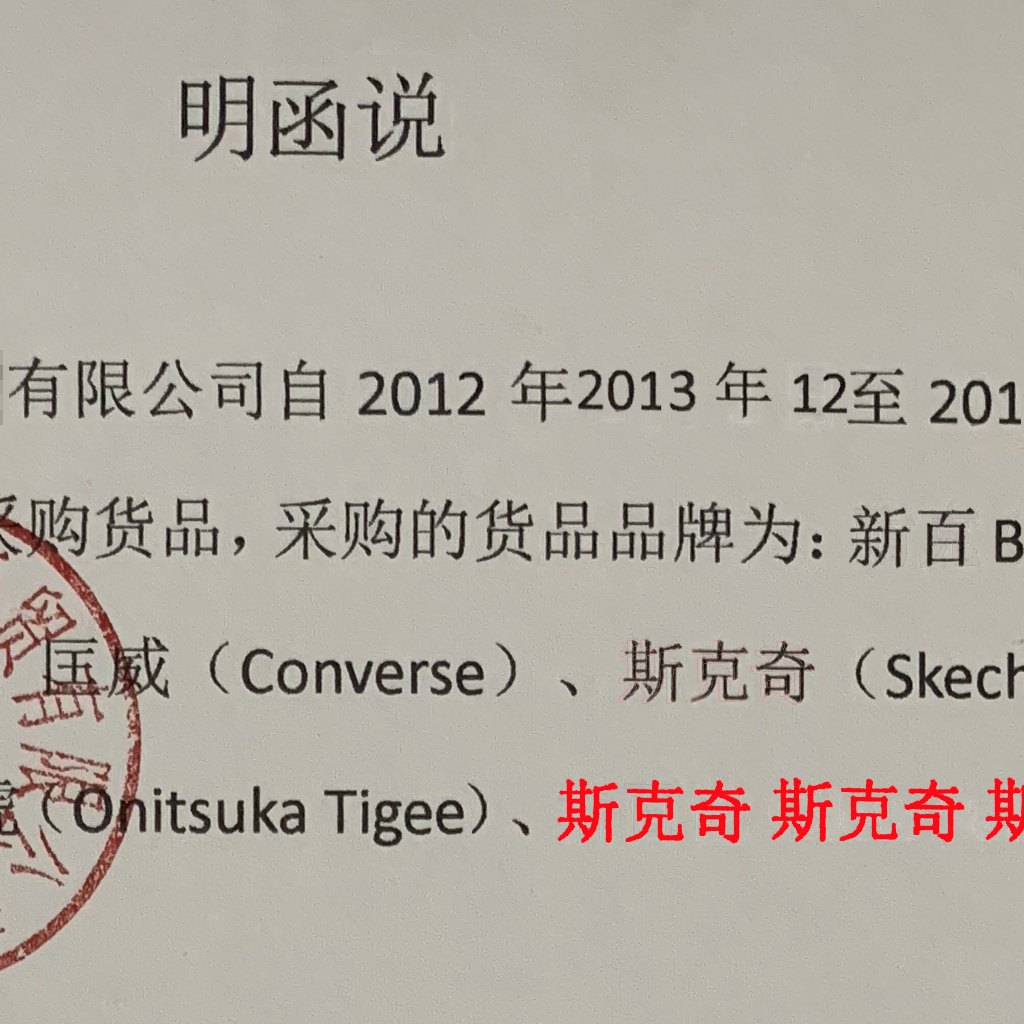 明函说
有限公司自 2012 年2013 年 12至 201
采购货品，采购的货品品牌为：新百 B
匡威（Converse）、斯克奇（Skech
（Onitsuka Tigee）、斯克奇 斯克奇 斯